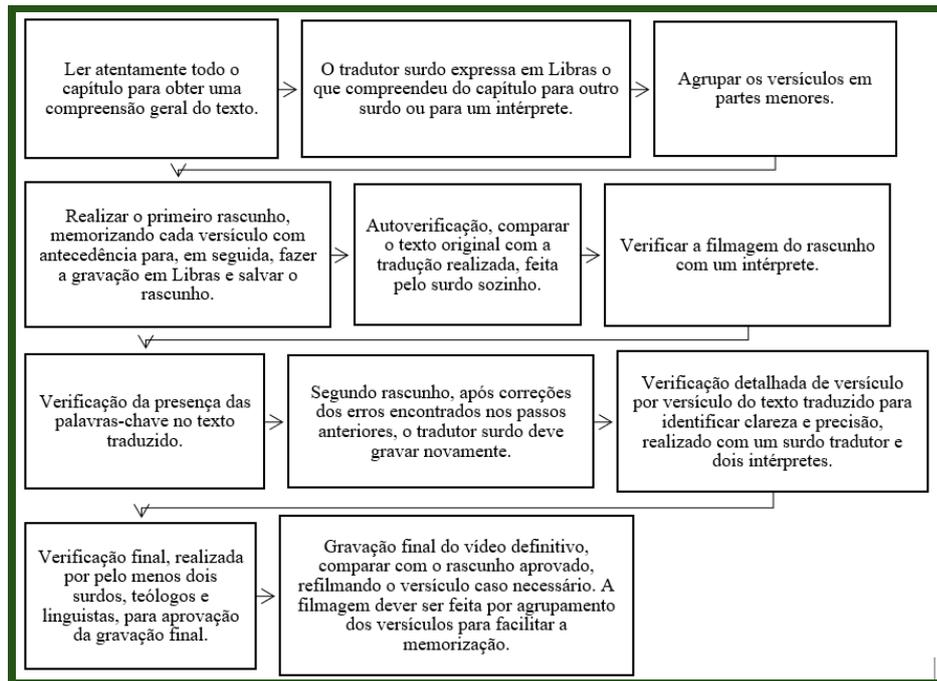 Ler atentamente todo o
capítulo para obter uma
compreensão geral do texto.
O tradutor surdo expressa em Libras o
que compreendeu do capítulo para outro
surdo ou para um intérprete.
Agrupar os versículos em
partes menores.
Realizar o primeiro rascunho,
memorizando cada versículo com
antecedência para, em seguida, fazer
a gravação em Libras e salvar o
rascunho.
Autoverificação, comparar
o texto original com a
tradução realizada, feita
pelo surdo sozinho.
Verificar a filmagem do rascunho
com um intérprete.
Verificação da presença das
palavras-chave no texto
traduzido.
Segundo rascunho, após correções
dos erros encontrados nos passos
anteriores, o tradutor surdo deve
gravar novamente.
Verificação detalhada de versículo
por versículo do texto traduzido para
identificar clareza e precisão,
realizado com um surdo tradutor e
dois intérpretes.
Verificação final, realizada
por pelo menos dois
surdos, teólogos e
linguistas, para aprovação
da gravação final.
Gravação final do vídeo definitivo,
comparar com o rascunho aprovado,
refilmando o versículo caso necessário. A
filmagem dever ser feita por agrupamento
dos versículos para facilitar a
memorização.